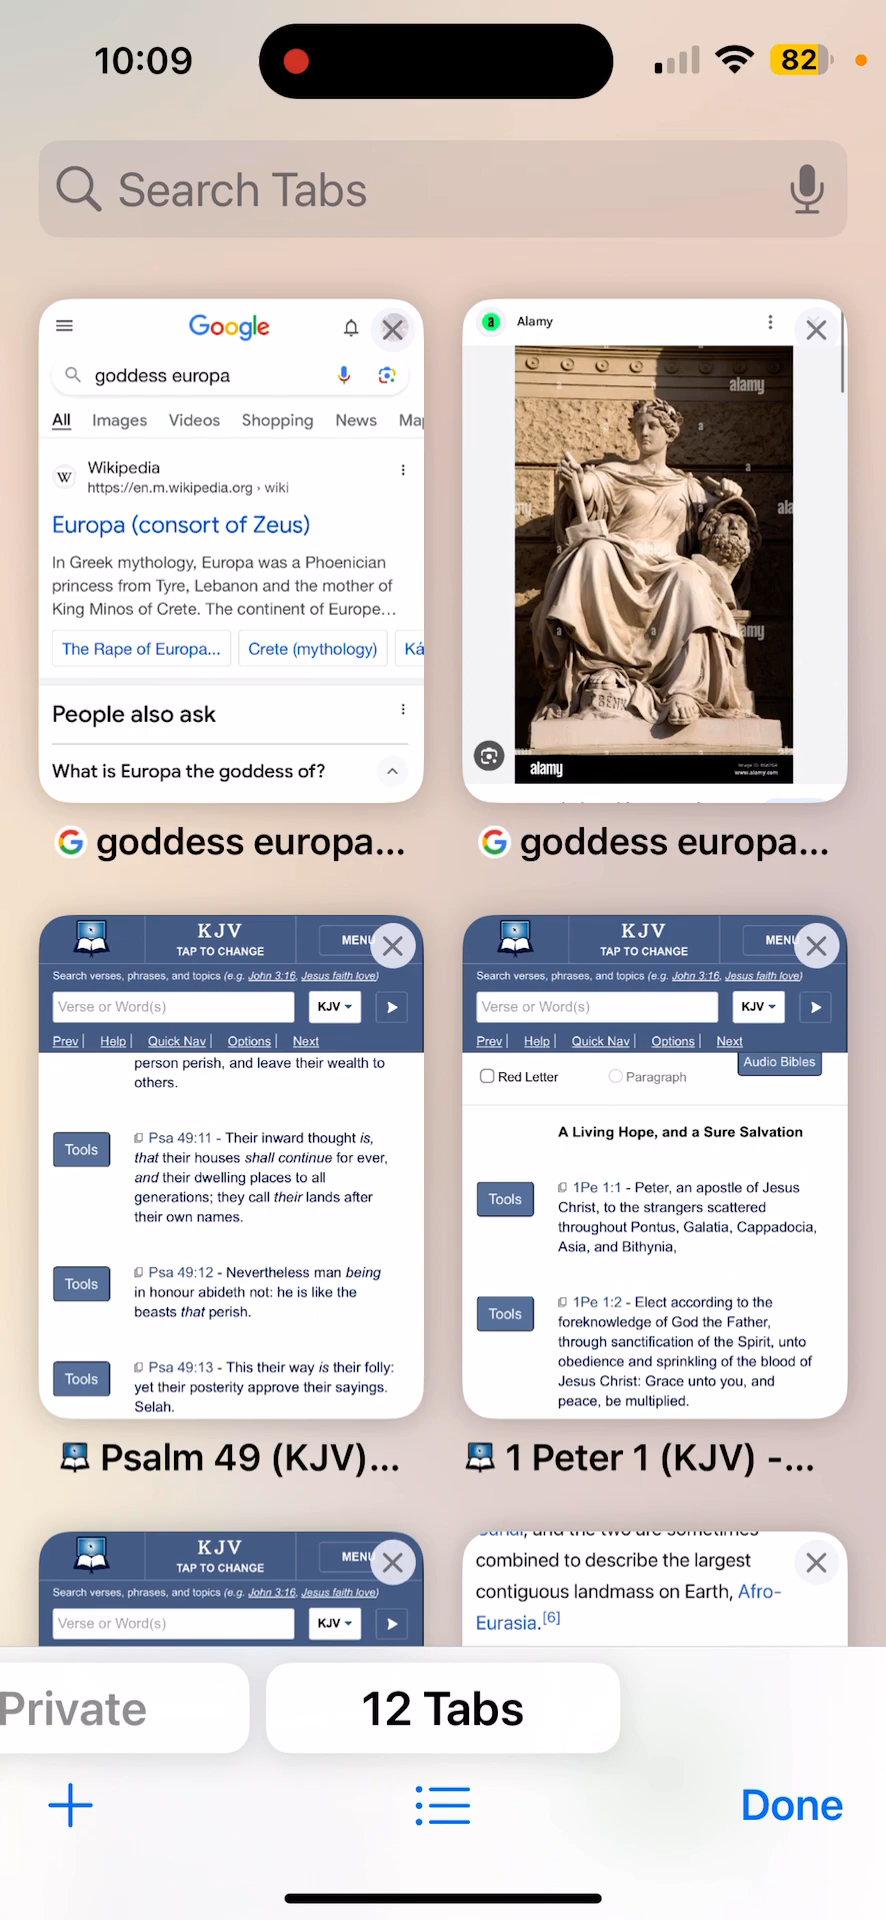 10:09
82
Search Tabs
Google
goddess europa
All Images Videos Shopping News Ma
W
Wikipedia
https://en.m.wikipedia.org › wiki
Europa (consort of Zeus)
In Greek mythology, Europa was a Phoenician
princess from Tyre, Lebanon and the mother of
King Minos of Crete. The continent of Europe...
The Rape of Europa... Crete (mythology) Ká
People also ask
What is Europa the goddess of?
goddess europa...
a Alamy
alamy
a
a
alamy
a
a
alamy
www.alamy.com
goddess europa...
KJV
TAP TO CHANGE
MENU
Search verses, phrases, and topics (e.g. John 3:16, Jesus faith love)
Verse or Word(s) KJV
Prev | Help | Quick Nav | Options | Next
person perish, and leave their wealth to
others.
Tools
Psa 49:11 - Their inward thought is,
that their houses shall continue for ever,
and their dwelling places to all
generations; they call their lands after
their own names.
Tools
Psa 49:12 - Nevertheless man being
in honour abideth not: he is like the
beasts that perish.
Tools
Psa 49:13 - This their way is their folly:
yet their posterity approve their sayings.
Selah.
Psalm 49 (KJV)...
KJV
TAP TO CHANGE
MENU
Search verses, phrases, and topics (e.g. John 3:16, Jesus faith love)
Verse or Word(s) KJV
Prev | Help | Quick Nav | Options | Next
Audio Bibles
Red Letter Paragraph
A Living Hope, and a Sure Salvation
Tools
1Pe 1:1 - Peter, an apostle of Jesus
Christ, to the strangers scattered
throughout Pontus, Galatia, Cappadocia,
Asia, and Bithynia,
Tools
1Pe 1:2 - Elect according to the
foreknowledge of God the Father,
through sanctification of the Spirit, unto
obedience and sprinkling of the blood of
Jesus Christ: Grace unto you, and
peace, be multiplied.
1 Peter 1 (KJV) -...
KJV
TAP TO CHANGE
MENU
Search verses, phrases, and topics (e.g. John 3:16, Jesus faith love)
Verse or Word(s) KJV
and the two are sometimes
combined to describe the largest
contiguous landmass on Earth, Afro-
Eurasia.[6]
Private
12 Tabs
Done